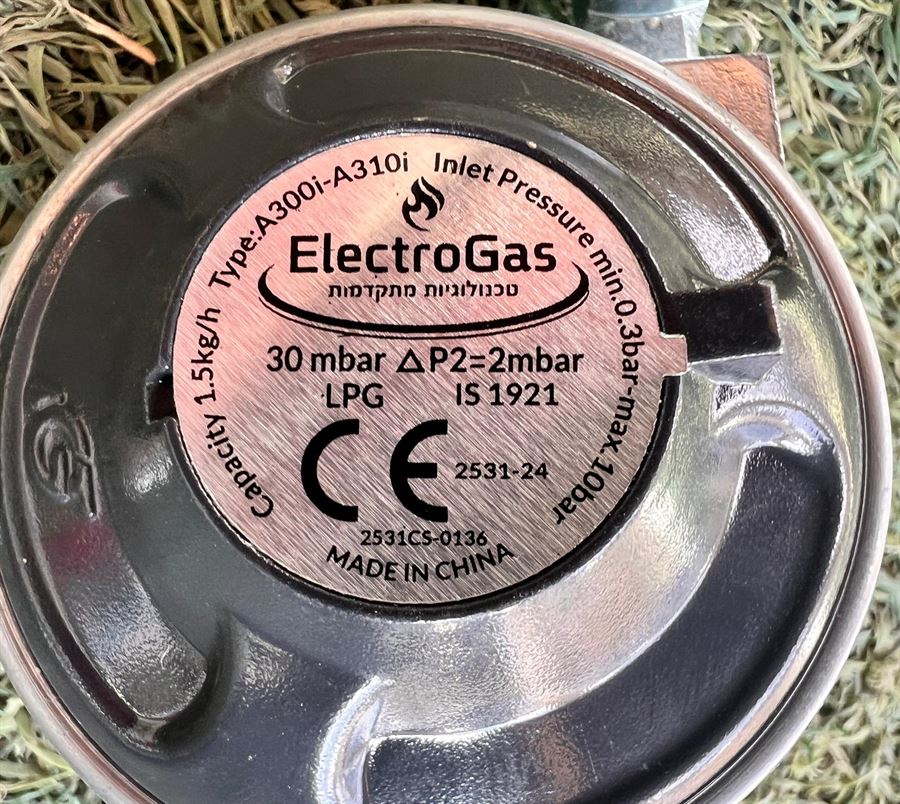 Type:A300i-A310i
Inlet Pressure min.0.3bar-max.10bar
Capacity 1.5kg/h
ElectroGas
טכנולוגיות מתקדמות
30 mbar △P2=2mbar
LPG IS 1921
CE 2531-24
2531CS-0136
MADE IN CHINA